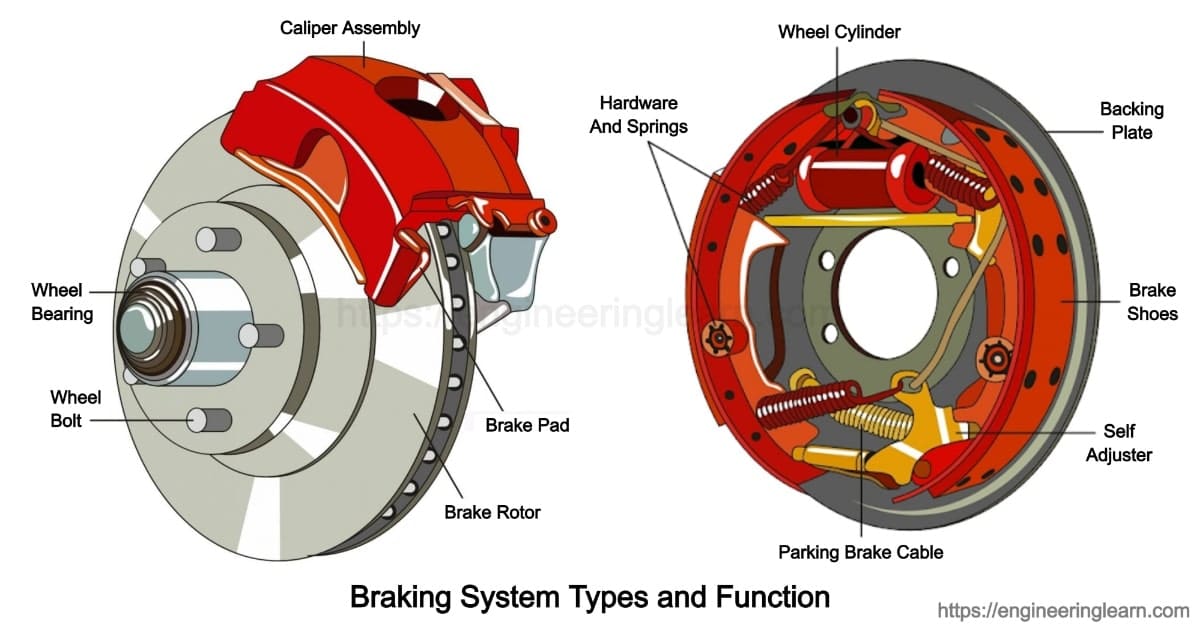 Caliper Assembly
Wheel
Bearing
Wheel
Bolt
Brake Pad
Brake Rotor
Wheel Cylinder
Hardware
And Springs
Backing
Plate
Brake
Shoes
Self
Adjuster
Parking Brake Cable
https://engineeringlearn.com
Braking System Types and Function
https://engineeringlearn.com